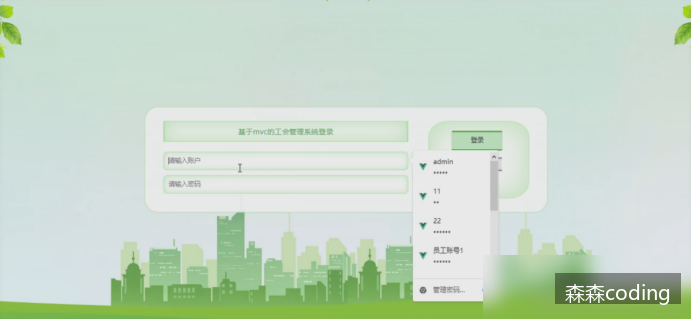 基于mvc的工会管理系统登录
请输入账户
请输入密码
登录
admin
•••••
11
••
22
••••••
员工账号1
••••••
管理密码...
森森coding